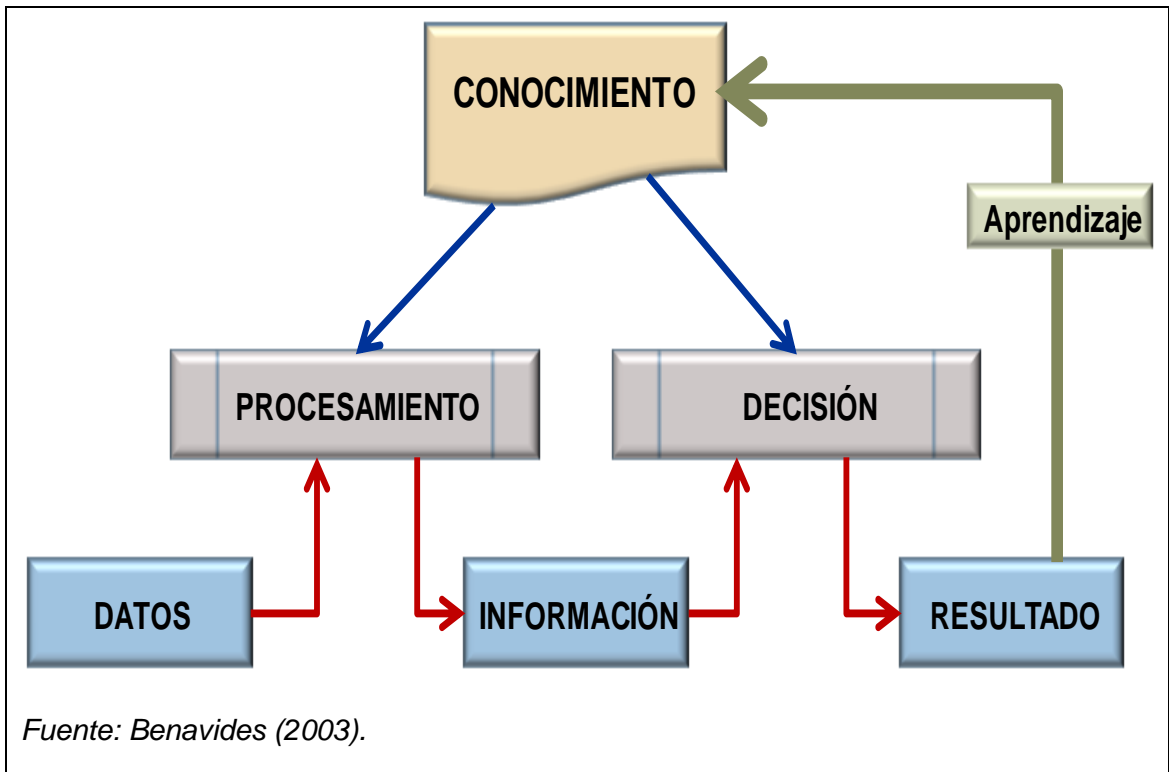 CONOCIMIENTO
Aprendizaje
PROCESAMIENTO
DECISIÓN
DATOS
INFORMACIÓN
RESULTADO
Fuente: Benavides (2003).